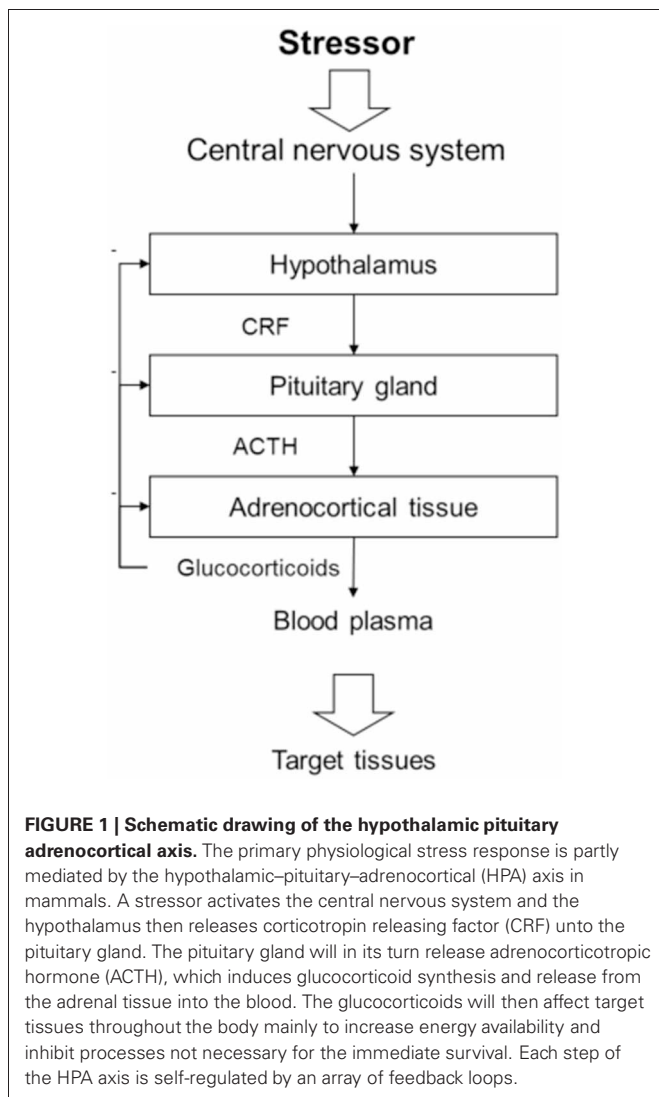 Stressor
Central nervous system
-
Hypothalamus
CRF
-
Pituitary gland
ACTH
-
Adrenocortical tissue
Glucocorticoids
Blood plasma
Target tissues
FIGURE 1 | Schematic drawing of the hypothalamic pituitary
adrenocortical axis. The primary physiological stress response is partly
mediated by the hypothalamic–pituitary–adrenocortical (HPA) axis in
mammals. A stressor activates the central nervous system and the
hypothalamus then releases corticotropin releasing factor (CRF) unto the
pituitary gland. The pituitary gland will in its turn release adrenocorticotropic
hormone (ACTH), which induces glucocorticoid synthesis and release from
the adrenal tissue into the blood. The glucocorticoids will then affect target
tissues throughout the body mainly to increase energy availability and
inhibit processes not necessary for the immediate survival. Each step of
the HPA axis is self-regulated by an array of feedback loops.